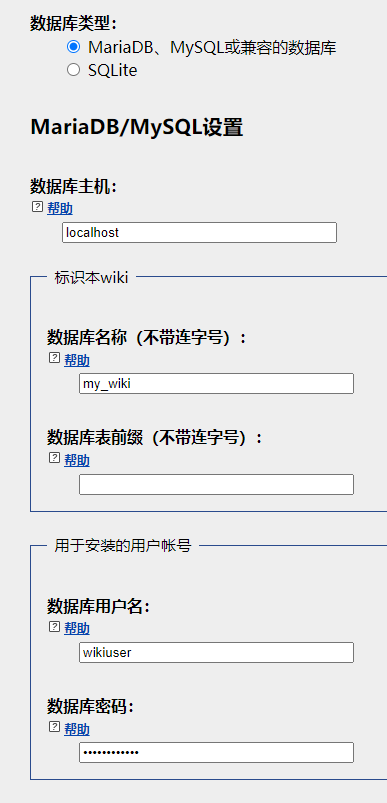 数据库类型：
MariaDB、MySQL或兼容的数据库
SQLite
MariaDB/MySQL设置
数据库主机：
帮助
localhost
标识本wiki
数据库名称（不带连字号）：
帮助
my_wiki
数据库表前缀（不带连字号）：
帮助
用于安装的用户帐号
数据库用户名：
帮助
wikiuser
数据库密码：
帮助
••••••••••••